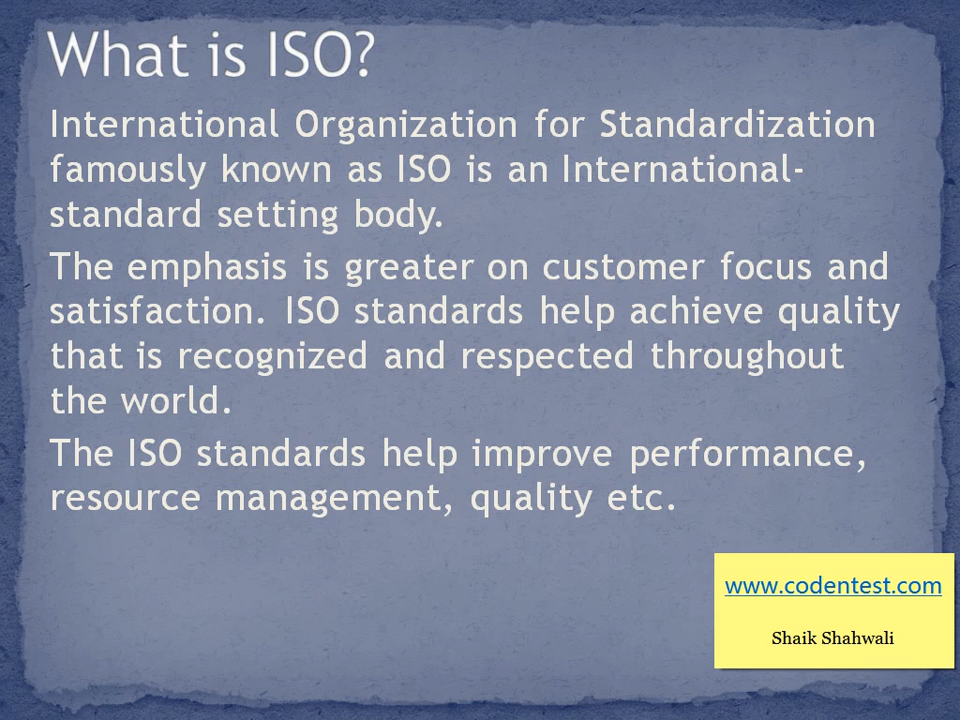 What is ISO?
International Organization for Standardization
famously known as ISO is an International-
standard setting body.
The emphasis is greater on customer focus and
satisfaction. ISO standards help achieve quality
that is recognized and respected throughout
the world.
The ISO standards help improve performance,
resource management, quality etc.
www.codentest.com
Shaik Shahwali